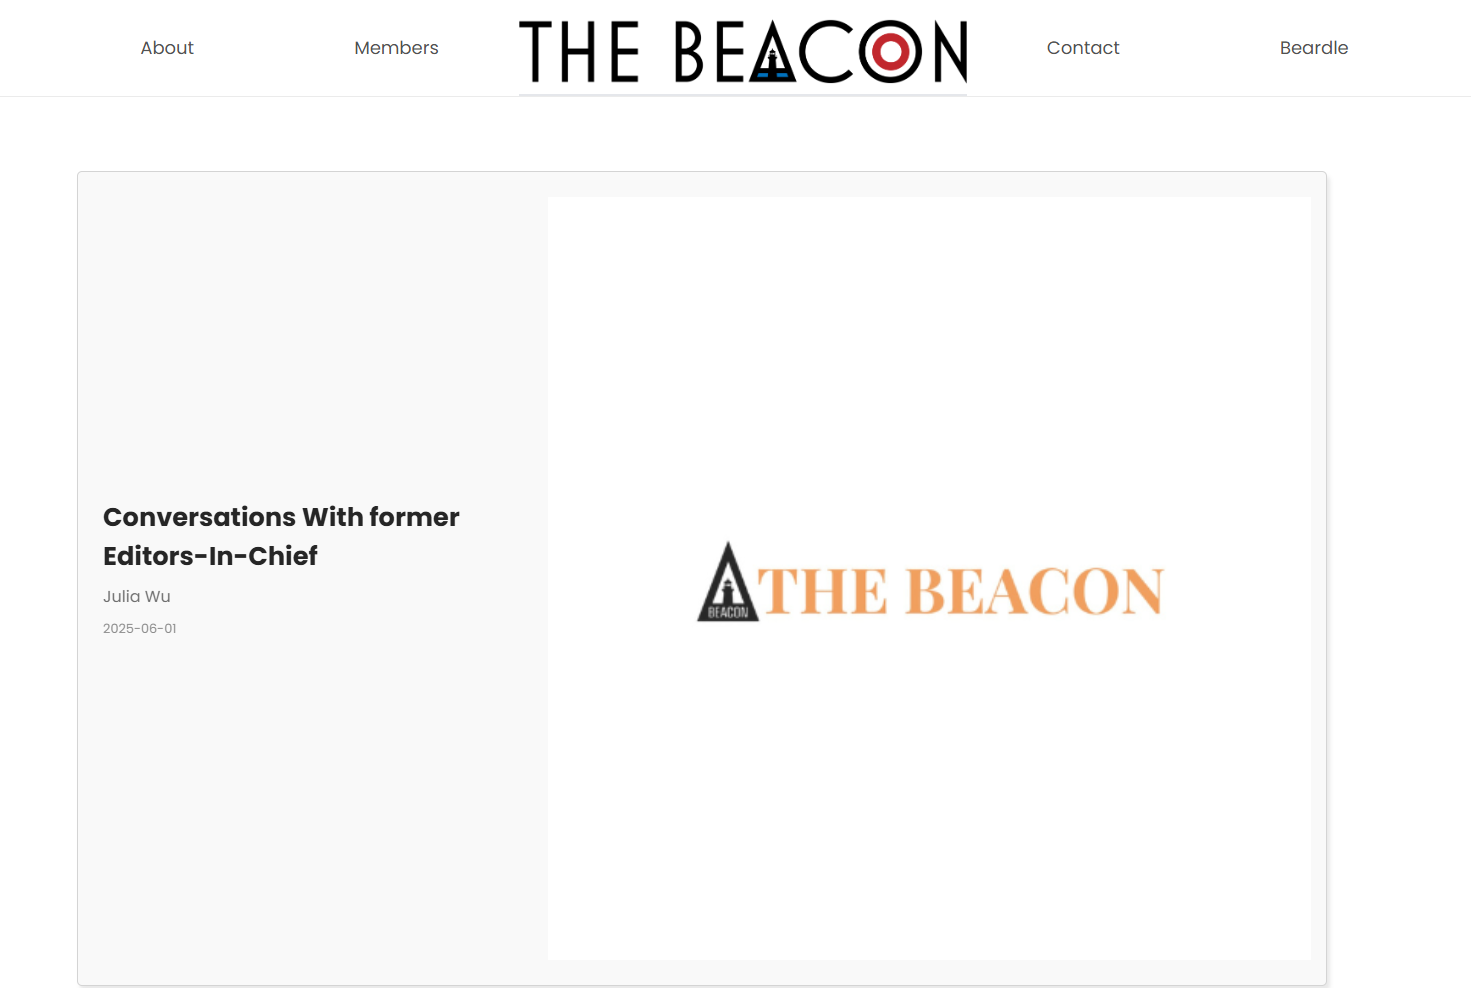 About
Members
THE BEACON
Contact
Beardle
Conversations With former
Editors-In-Chief
Julia Wu
2025-06-01
BEACON
THE BEACON